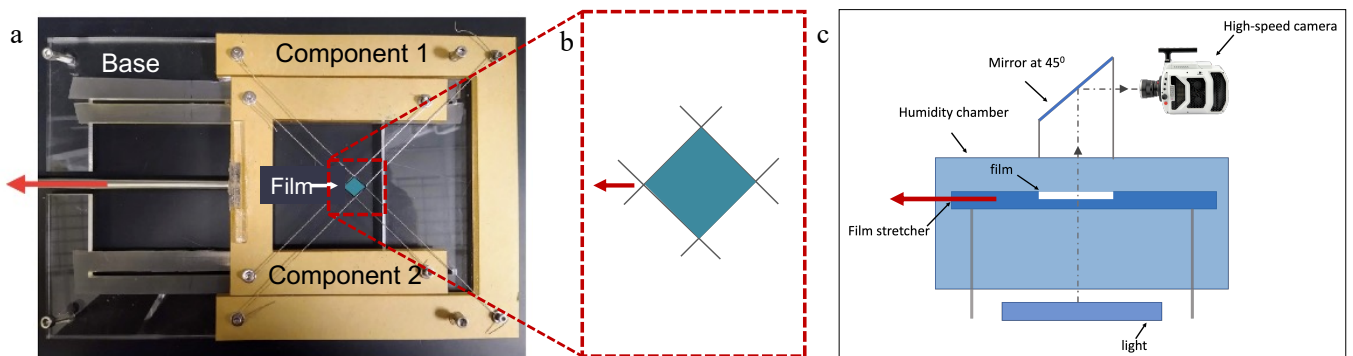 a
Base
Component 1
Film
Component 2
b
c
High-speed camera
Mirror at 45⁰
Humidity chamber
film
Film stretcher
light